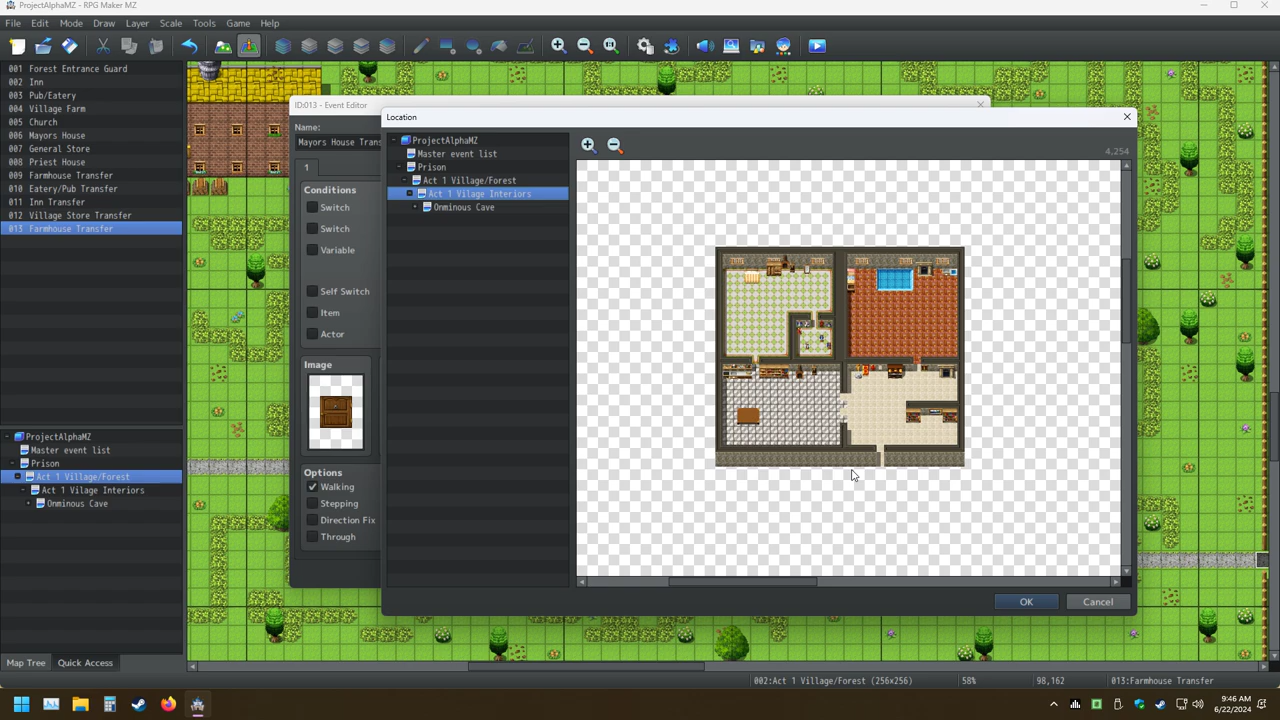 ProjectAlphaMZ - RPG Maker MZ
File Edit Mode Draw Layer Scale Tools Game Help
001 Forest Entrance Guard
002 Inn
003 Pub/Eatery
004 Village Farm
005 Church
006 Mayors House
007 General Store
008 Priest House
009 Farmhouse Transfer
010 Eatery/Pub Transfer
011 Inn Transfer
012 Village Store Transfer
013 Farmhouse Transfer
ProjectAlphaMZ
Master event list
Prison
Act 1 Village/Forest
Act 1 Vilage Interiors
Onminous Cave
Map Tree Quick Access
ID:013 - Event Editor
Name:
Mayors House Trans
1
Conditions
Switch
Switch
Variable
Self Switch
Item
Actor
Image
Options
Walking
Stepping
Direction Fix
Through
Location
ProjectAlphaMZ
Master event list
Prison
Act 1 Village/Forest
Act 1 Vilage Interiors
Onminous Cave
4,254
OK Cancel
002:Act 1 Village/Forest (256x256) 58% 98,162 013:Farmhouse Transfer
9:46 AM
6/22/2024